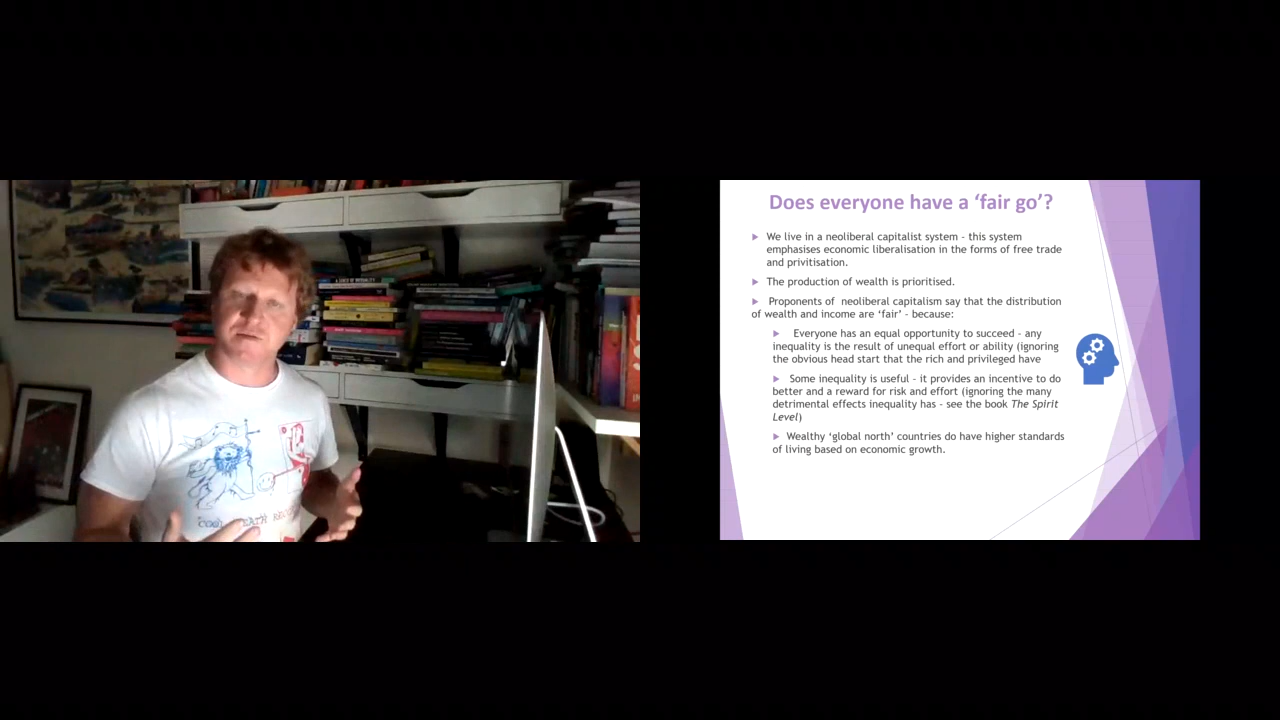 COOL DEATH RE
Does everyone have a ‘fair go’?
We live in a neoliberal capitalist system - this system
emphasises economic liberalisation in the forms of free trade
and privitisation.
The production of wealth is prioritised.
Proponents of neoliberal capitalism say that the distribution
of wealth and income are ‘fair’ - because:
Everyone has an equal opportunity to succeed - any
inequality is the result of unequal effort or ability (ignoring
the obvious head start that the rich and privileged have
Some inequality is useful - it provides an incentive to do
better and a reward for risk and effort (ignoring the many
detrimental effects inequality has - see the book The Spirit
Level)
Wealthy ‘global north’ countries do have higher standards
of living based on economic growth.